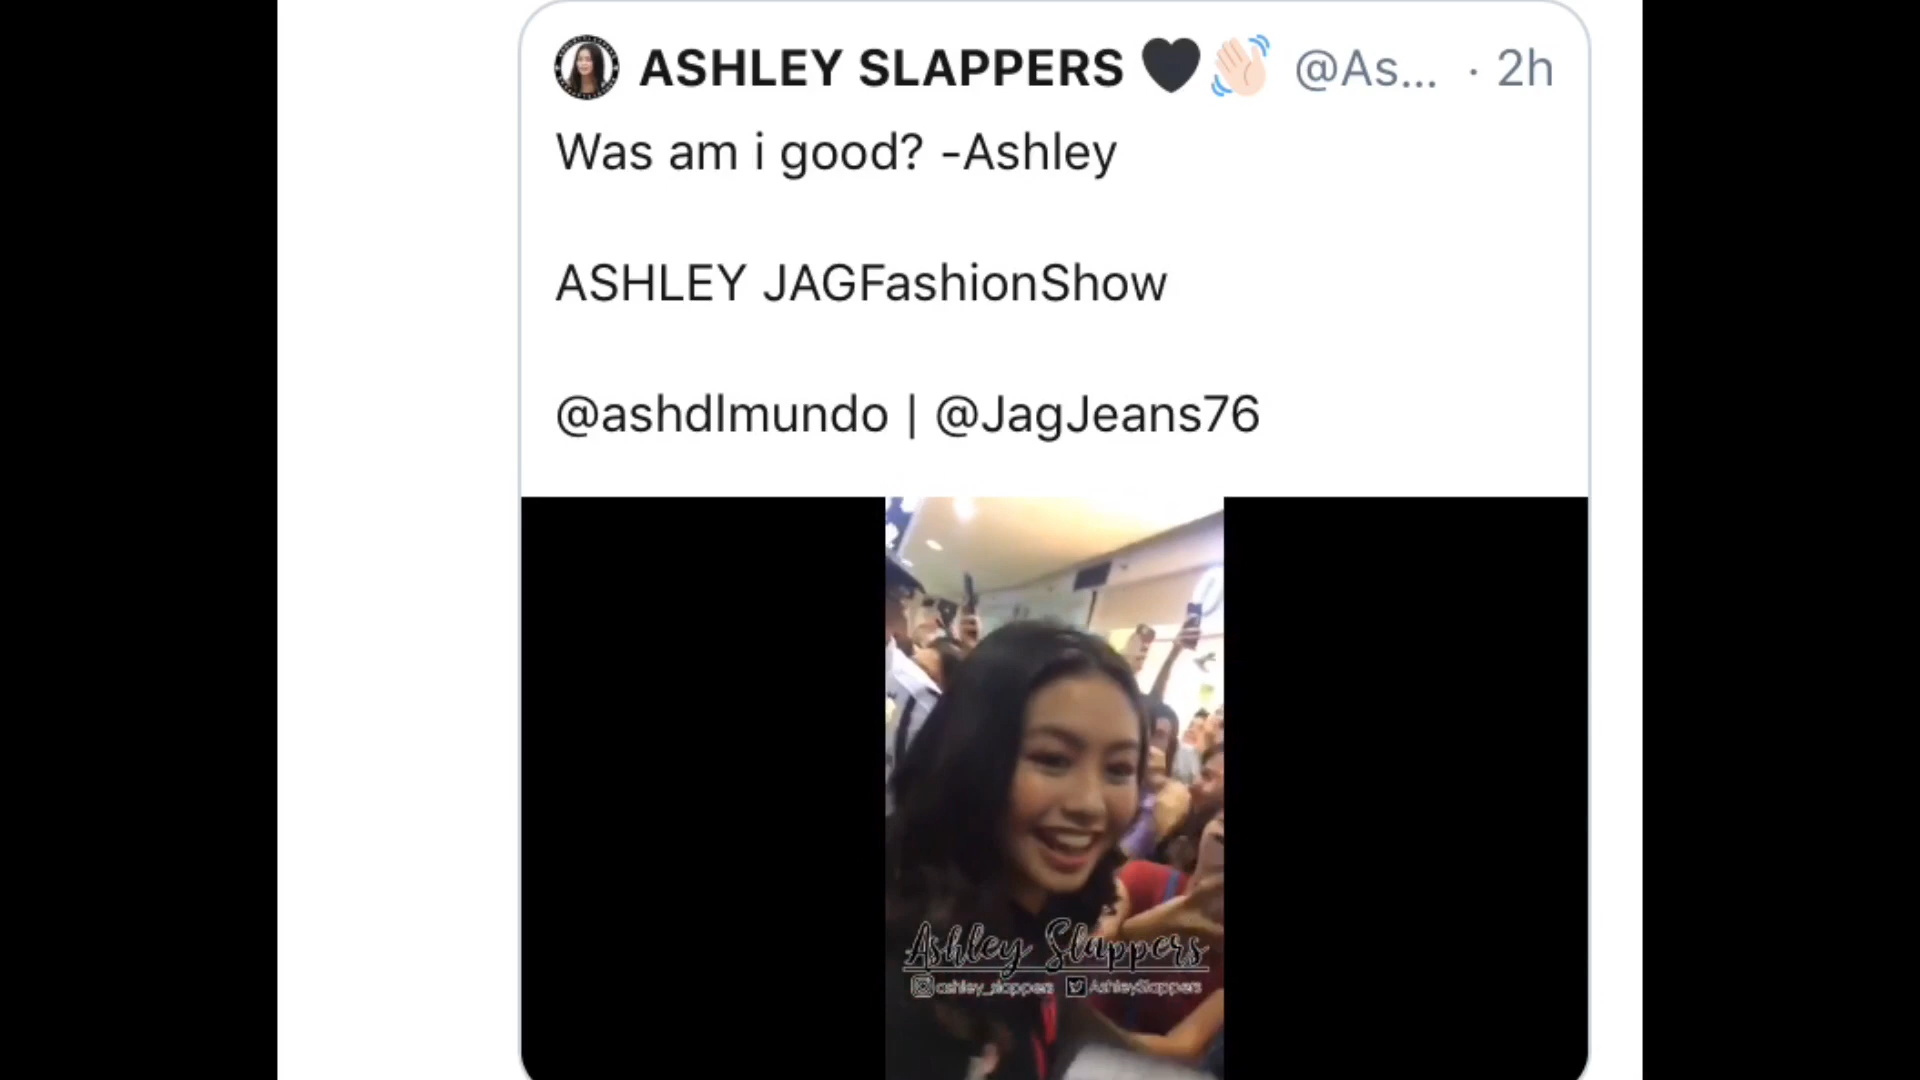 ASHLEY SLAPPERS 🖤👋🏻 @As... · 2h
Was am i good? -Ashley
ASHLEY JAGFashionShow
@ashdlmundo | @JagJeans76
Ashley Slappers
ashley_slappers AshleySlappers